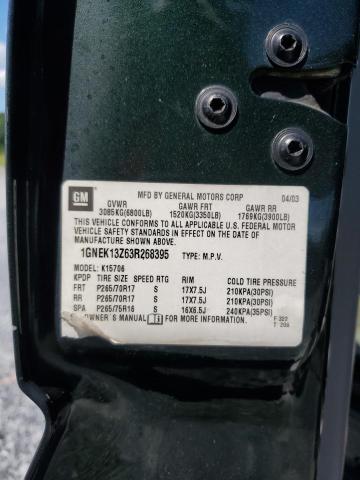 GM
MFD BY GENERAL MOTORS CORP 04/03
GVWR GAWR FRT GAWR RR
3085KG(6800LB) 1520KG(3350LB) 1769KG(3900LB)
THIS VEHICLE CONFORMS TO ALL APPLICABLE U.S. FEDERAL MOTOR
VEHICLE SAFETY STANDARDS IN EFFECT ON THE DATE OF
MANUFACTURE SHOWN ABOVE.
1GNEK13Z63R268395 TYPE: M.P.V.
MODEL: K15706
KPDP TIRE SIZE SPEED RTG RIM COLD TIRE PRESSURE
FRT P265/70R17 S 17X7.5J 210KPA(30PSI)
RR P265/70R17 S 17X7.5J 210KPA(30PSI)
SPA P265/75R16 S 16X6.5J 240KPA(35PSI)
SEE OWNER'S MANUAL FOR MORE INFORMATION.